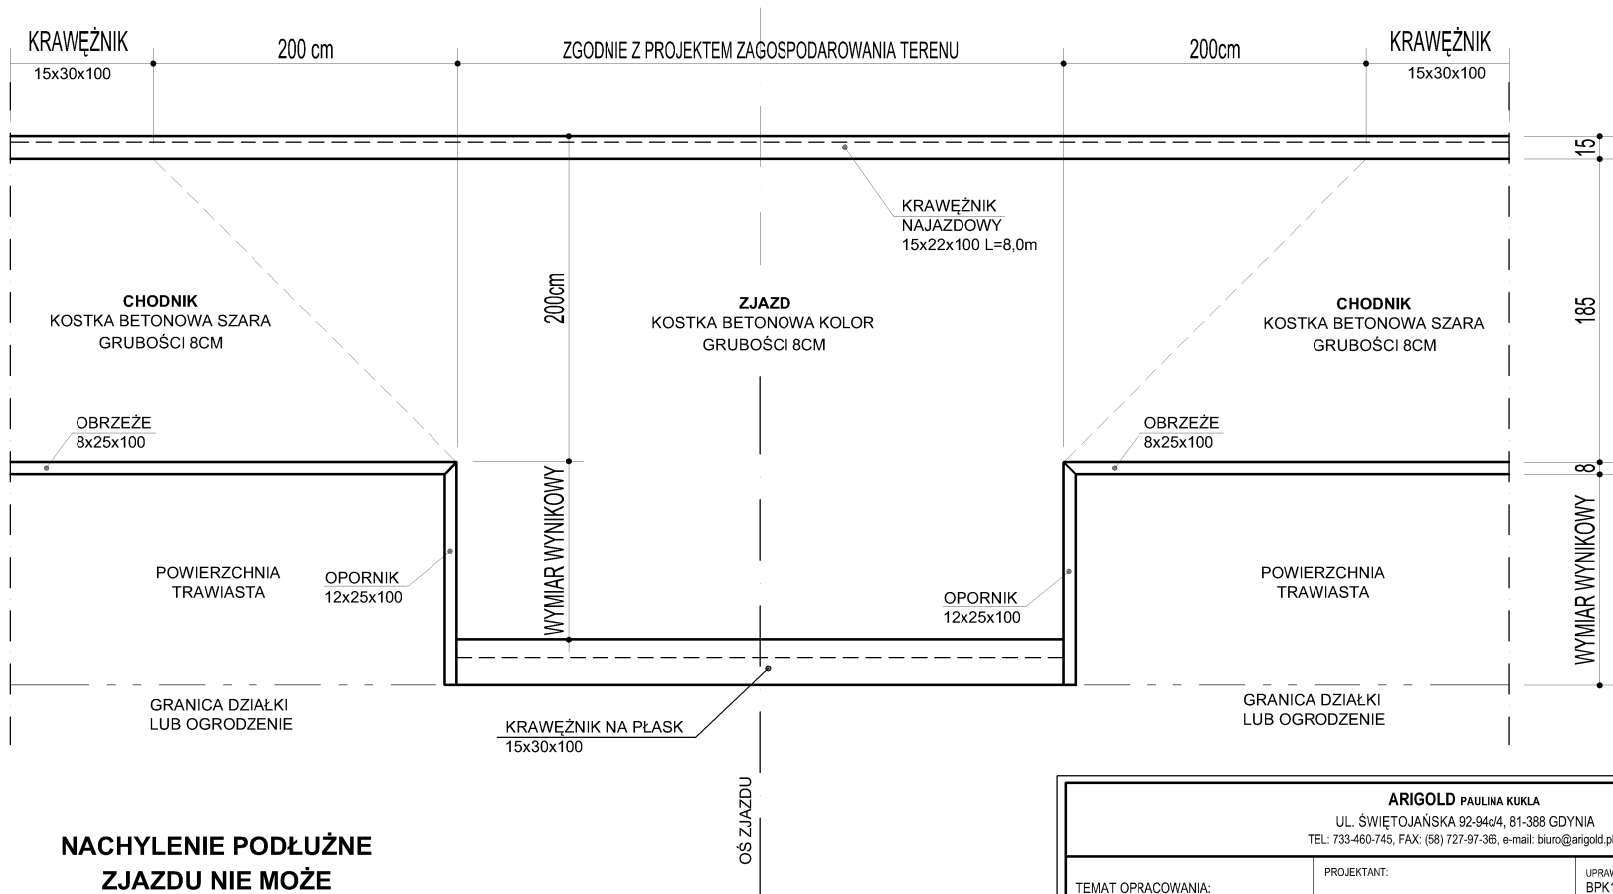 KRAWĘŻNIK
15x30x100
200 cm
ZGODNIE Z PROJEKTEM ZAGOSPODAROWANIA TERENU
200cm
KRAWĘŻNIK
15x30x100
15
KRAWĘŻNIK
NAJAZDOWY
15x22x100 L=8,0m
CHODNIK
KOSTKA BETONOWA SZARA
GRUBOŚCI 8CM
200cm
ZJAZD
KOSTKA BETONOWA KOLOR
GRUBOŚCI 8CM
CHODNIK
KOSTKA BETONOWA SZARA
GRUBOŚCI 8CM
185
OBRZEŻE
8x25x100
OBRZEŻE
8x25x100
8
WYMIAR WYNIKOWY
POWIERZCHNIA
TRAWIASTA
OPORNIK
12x25x100
OPORNIK
12x25x100
POWIERZCHNIA
TRAWIASTA
WYMIAR WYNIKOWY
GRANICA DZIAŁKI
LUB OGRODZENIE
KRAWĘŻNIK NA PŁASK
15x30x100
GRANICA DZIAŁKI
LUB OGRODZENIE
OŚ ZJAZDU
NACHYLENIE PODŁUŻNE
ZJAZDU NIE MOŻE
ARIGOLD PAULINA KUKLA
UL. ŚWIĘTOJAŃSKA 92-94c/4, 81-388 GDYNIA
TEL: 733-460-745, FAX: (58) 727-97-36, e-mail: biuro@arigold.pl
TEMAT OPRACOWANIA:
PROJEKTANT: